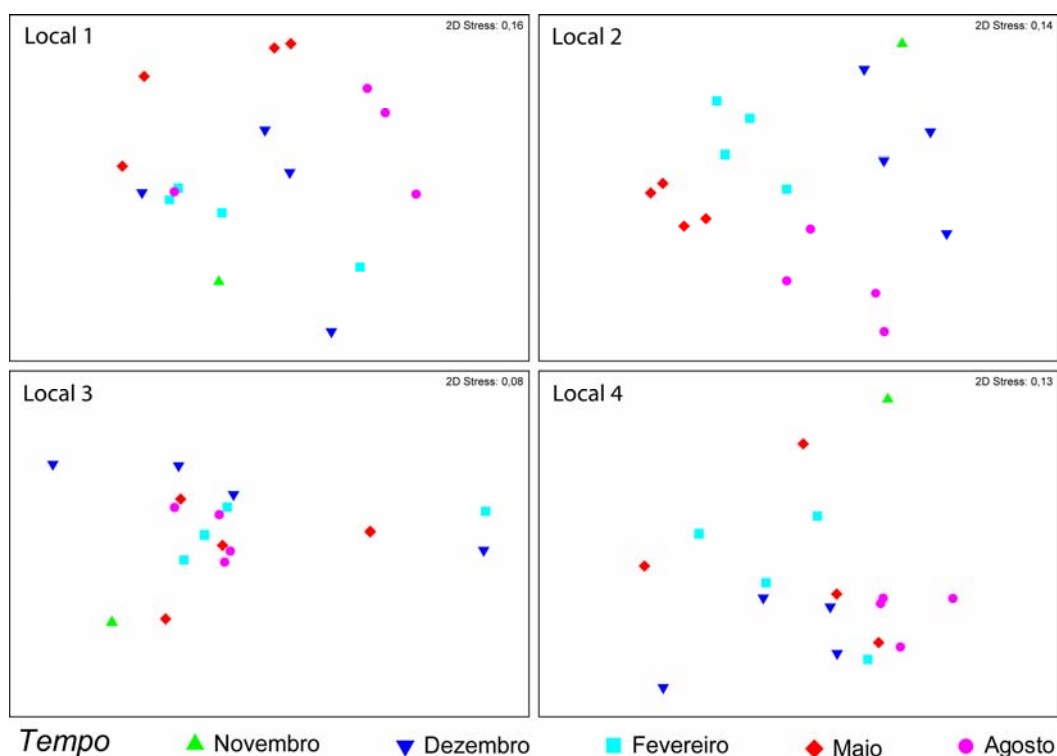 Local 1
2D Stress: 0,16
Local 2
2D Stress: 0,14
Local 3
2D Stress: 0,08
Local 4
2D Stress: 0,13
Tempo Novembro Dezembro Fevereiro Maio Agosto